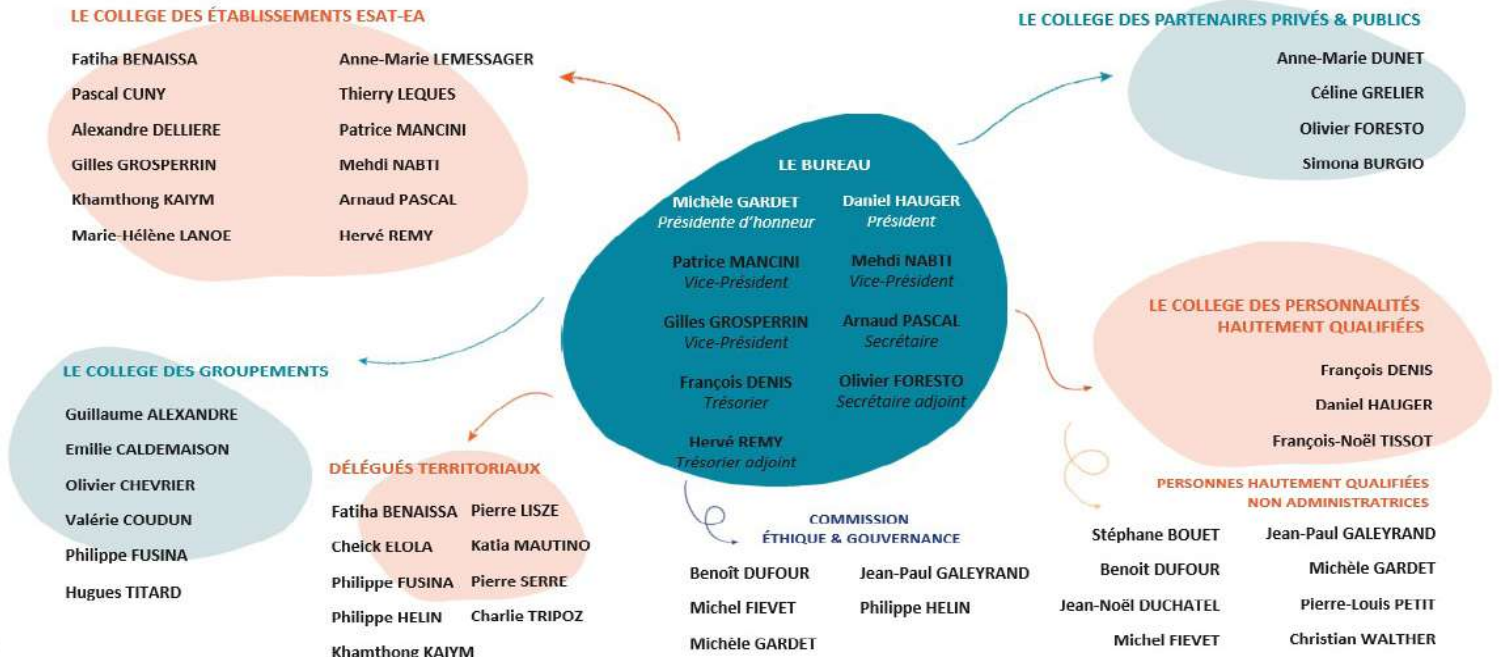 LE COLLEGE DES ÉTABLISSEMENTS ESAT-EA
Fatiha BENAISSA
Pascal CUNY
Alexandre DELLIERE
Gilles GROSPERRIN
Khamthong KAIYM
Marie-Hélène LANOE
Anne-Marie LEMESSAGER
Thierry LEQUES
Patrice MANCINI
Mehdi NABTI
Arnaud PASCAL
Hervé REMY
LE COLLEGE DES PARTENAIRES PRIVÉS & PUBLICS
Anne-Marie DUNET
Céline GRELIER
Olivier FORESTO
Simona BURGIO
LE BUREAU
Michèle GARDET
Présidente d'honneur
Daniel HAUGER
Président
Patrice MANCINI
Vice-Président
Mehdi NABTI
Vice-Président
Gilles GROSPERRIN
Vice-Président
Arnaud PASCAL
Secrétaire
François DENIS
Trésorier
Olivier FORESTO
Secrétaire adjoint
Hervé REMY
Trésorier adjoint
LE COLLEGE DES PERSONNALITÉS
HAUTEMENT QUALIFIÉES
François DENIS
Daniel HAUGER
François-Noël TISSOT
LE COLLEGE DES GROUPEMENTS
Guillaume ALEXANDRE
Emilie CALDEMAISON
Olivier CHEVRIER
Valérie COUDUN
Philippe FUSINA
Hugues TITARD
DÉLÉGUÉS TERRITORIAUX
Fatiha BENAISSA
Cheick ELOLA
Philippe FUSINA
Philippe HELIN
Khamthong KAIYM
Pierre LISZE
Katia MAUTINO
Pierre SERRE
Charlie TRIPOZ
COMMISSION
ÉTHIQUE & GOUVERNANCE
Benoît DUFOUR
Michel FIEVET
Michèle GARDET
Jean-Paul GALEYRAND
Philippe HELIN
PERSONNES HAUTEMENT QUALIFIÉES
NON ADMINISTRATRICES
Stéphane BOUET
Benoit DUFOUR
Jean-Noël DUCHATEL
Michel FIEVET
Jean-Paul GALEYRAND
Michèle GARDET
Pierre-Louis PETIT
Christian WALTHER